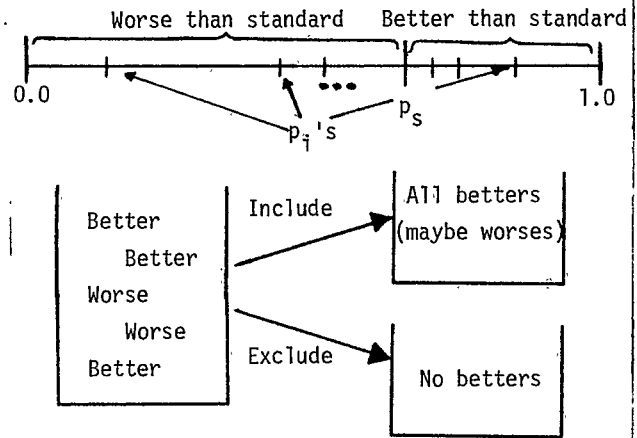 Worse than standard Better than standard
0.0 1.0
...
p_i's p_s
Better
Better
Worse
Worse
Better
Include
Exclude
All betters
(maybe worses)
No betters